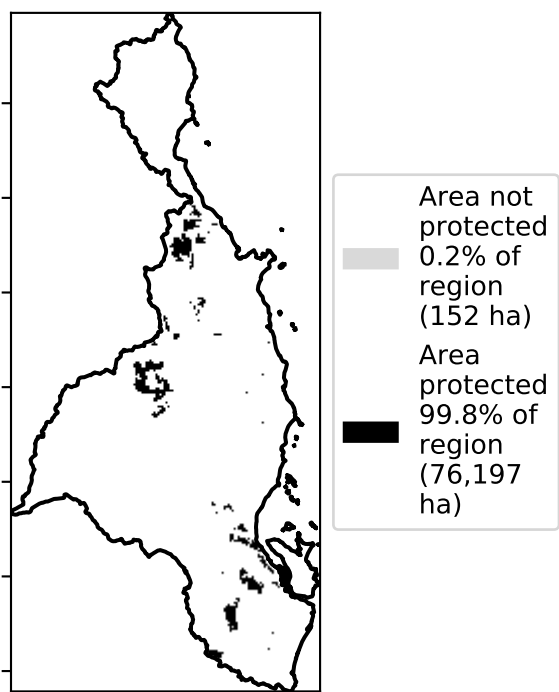 Area not
protected
0.2% of
region
(152 ha)
Area
protected
99.8% of
region
(76,197
ha)